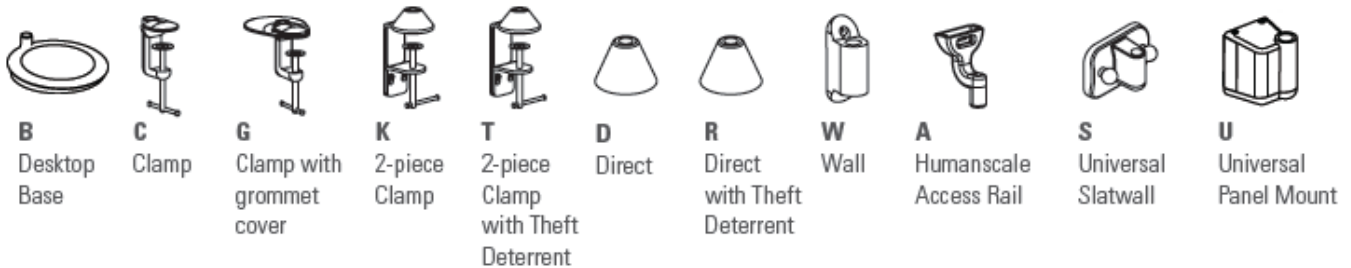 B
Desktop
Base
C
Clamp
G
Clamp with
grommet
cover
K
2-piece
Clamp
T
2-piece
Clamp
with Theft
Deterrent
D
Direct
R
Direct
with Theft
Deterrent
W
Wall
A
Humanscale
Access Rail
S
Universal
Slatwall
U
Universal
Panel Mount